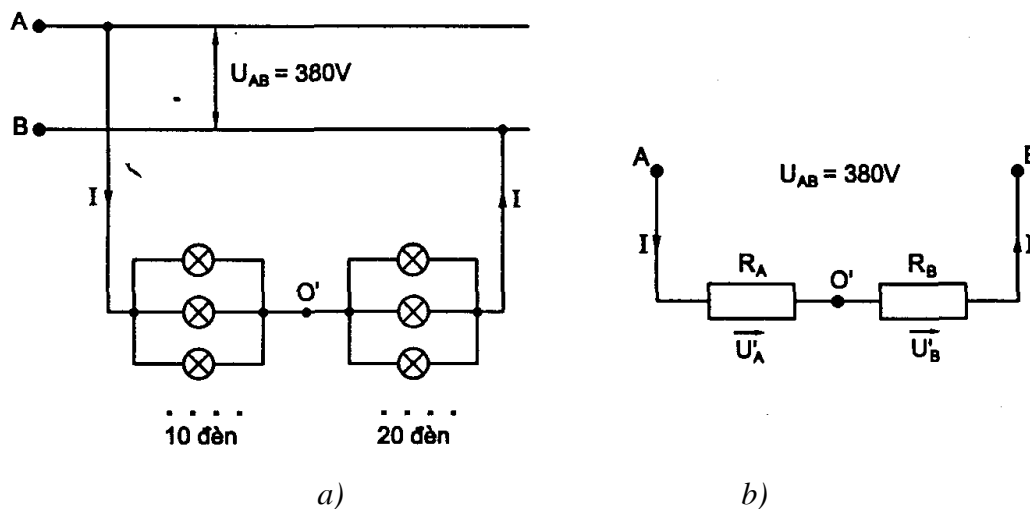 A
U_AB = 380V
B
I
I
O'
10 đèn
20 đèn
a)
A
U_AB = 380V
B
I
I
R_A
O'
R_B
U'_A
U'_B
b)